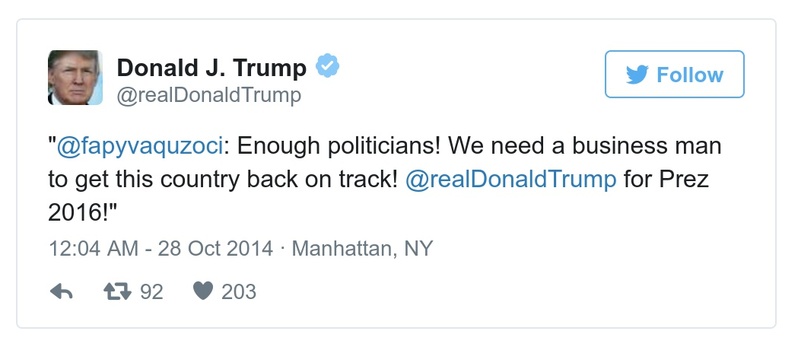 Donald J. Trump
@realDonaldTrump
Follow
"@fapyvaquzoci: Enough politicians! We need a business man
to get this country back on track! @realDonaldTrump for Prez
2016!"
12:04 AM - 28 Oct 2014 · Manhattan, NY
92 203